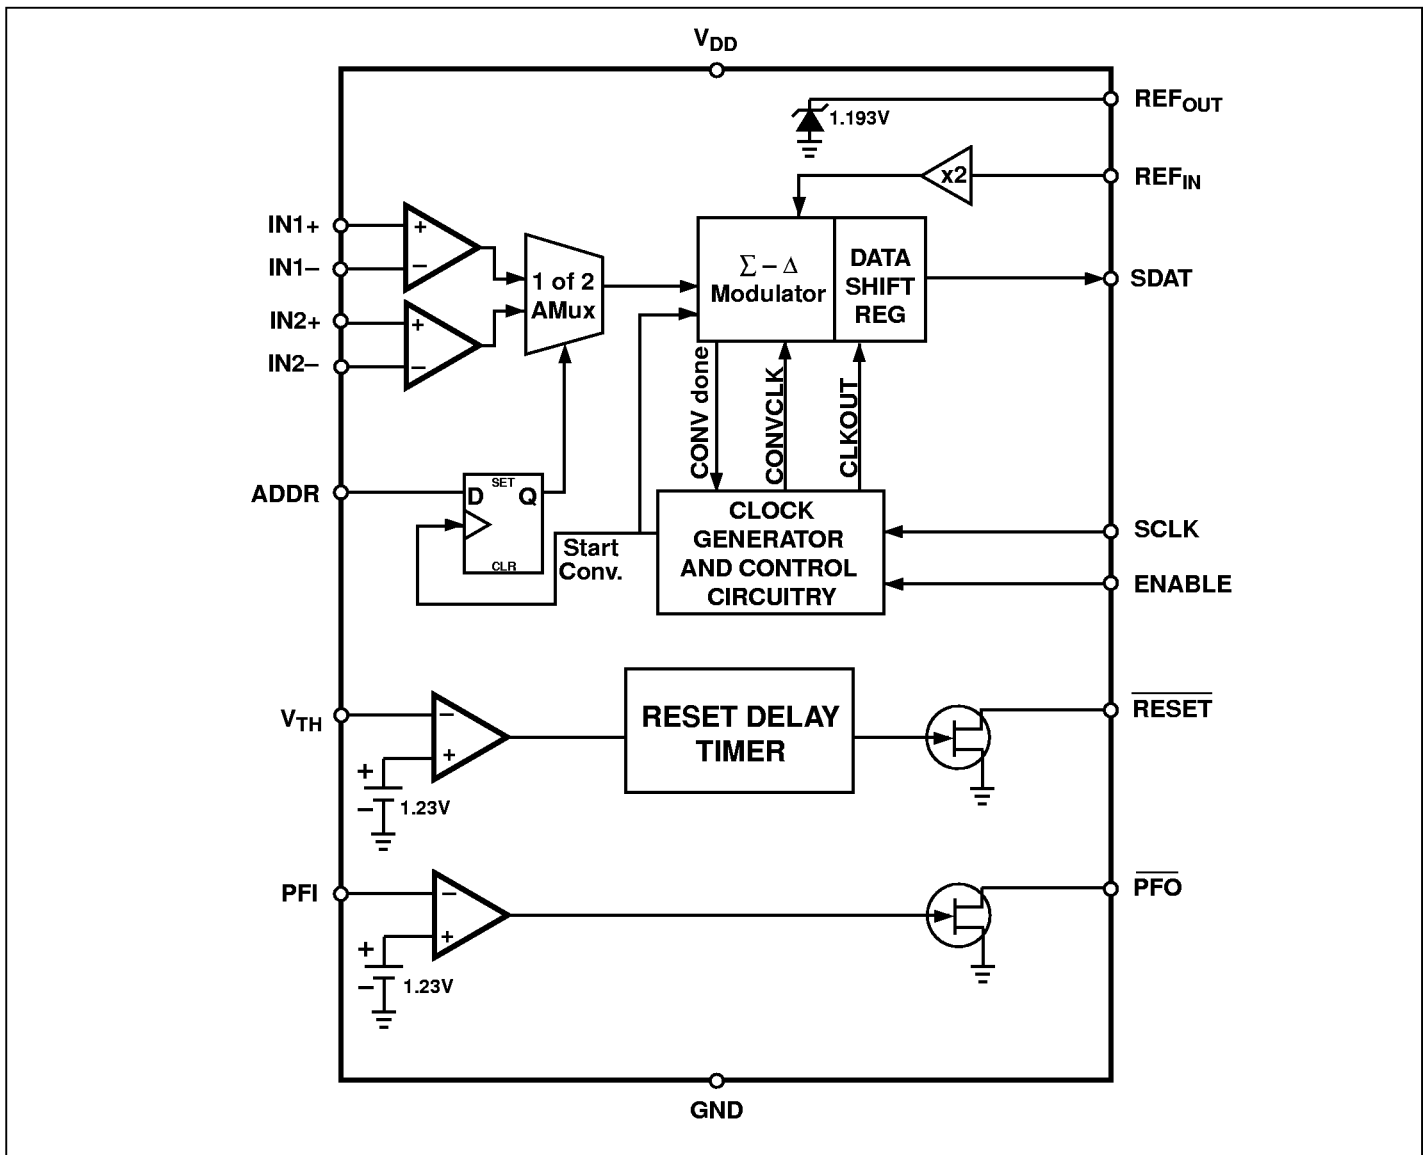 VDD
REFOUT
1.193V
x2
REFIN
IN1+
IN1–
IN2+
IN2–
+
–
+
–
1 of 2
AMux
Σ – Δ
Modulator
DATA
SHIFT
REG
SDAT
CONV done
CONVCLK
CLKOUT
ADDR
SET
D Q
CLR
Start
Conv.
CLOCK
GENERATOR
AND CONTROL
CIRCUITRY
SCLK
ENABLE
VTH
–
+
+
–
1.23V
RESET DELAY
TIMER
RESET
PFI
–
+
+
–
1.23V
PFO
GND